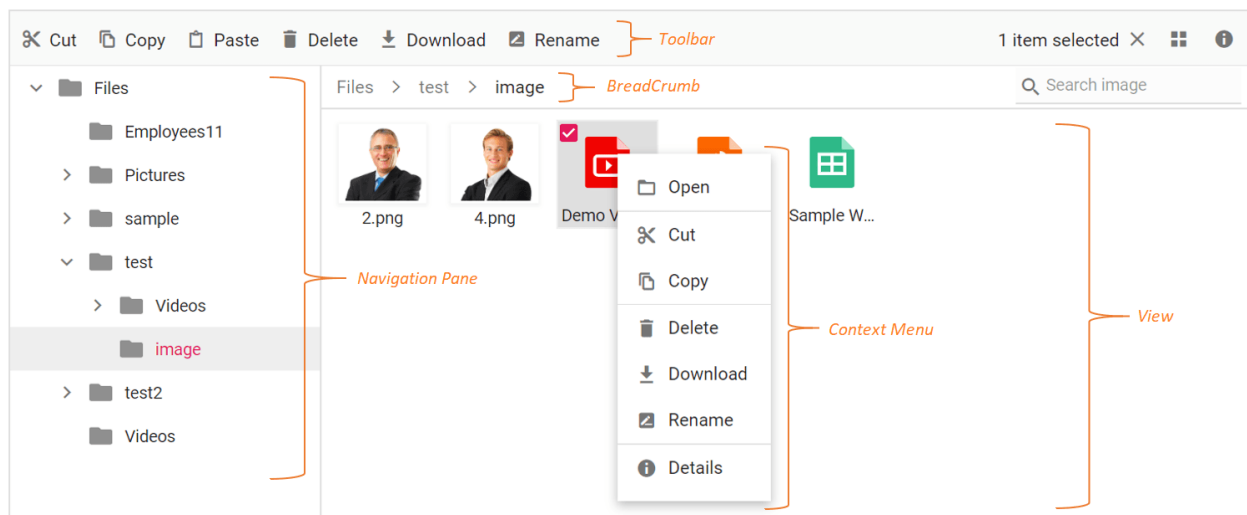 Cut Copy Paste Delete Download Rename Toolbar 1 item selected
Files
Employees11
Pictures
sample
test
Videos
image
test2
Videos
Navigation Pane
Files > test > image BreadCrumb Search image
2.png 4.png Demo V Sample W...
Open
Cut
Copy
Delete
Download
Rename
Details
Context Menu
View